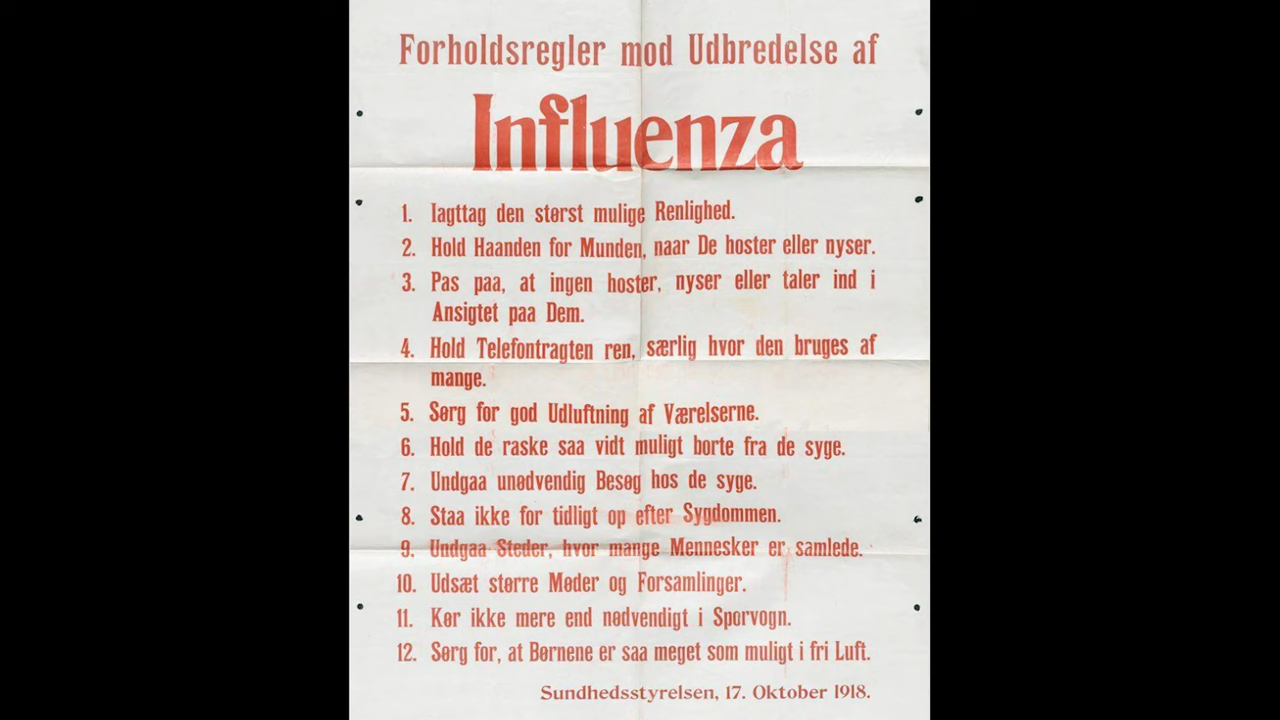 Forholdsregler mod Udbredelse af
Influenza
1. Iagttag den størst mulige Renlighed.
2. Hold Haanden for Munden, naar De hoster eller nyser.
3. Pas paa, at ingen hoster, nyser eller taler ind i
Ansigtet paa Dem.
4. Hold Telefontragten ren, særlig hvor den bruges af
mange.
5. Sørg for god Udluftning af Værelserne.
6. Hold de raske saa vidt muligt borte fra de syge.
7. Undgaa unødvendig Besøg hos de syge.
8. Staa ikke for tidligt op efter Sygdommen.
9. Undgaa Steder, hvor mange Mennesker er samlede.
10. Udsæt større Møder og Forsamlinger.
11. Kør ikke mere end nødvendigt i Sporvogn.
12. Sørg for, at Børnene er saa meget som muligt i fri Luft.
Sundhedsstyrelsen, 17. Oktober 1918.